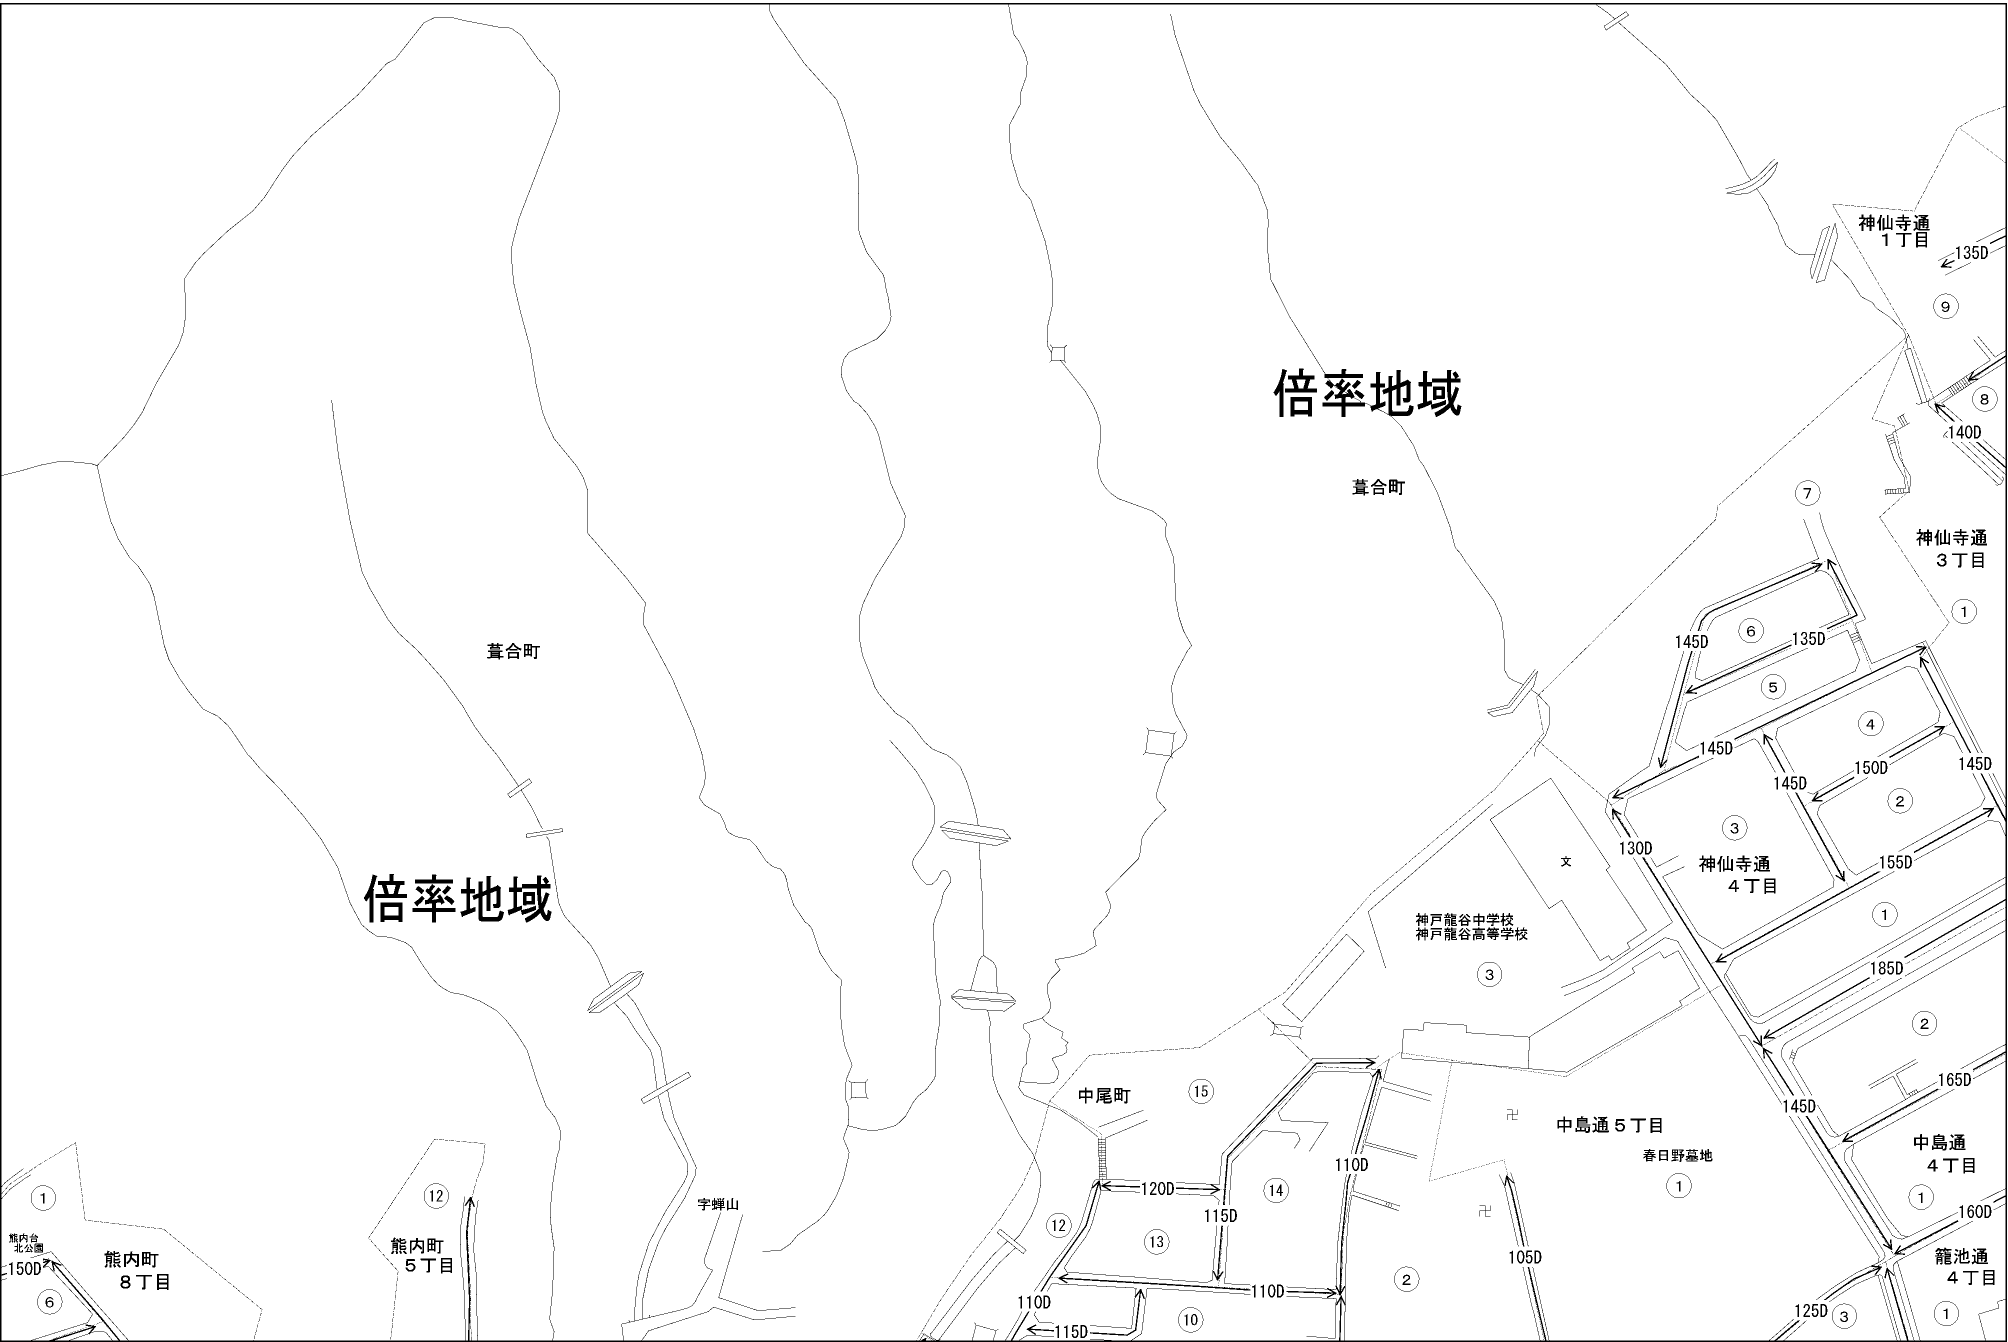 神仙寺通
1丁目
135D
9
倍率地域
8
140D
葺合町
7
神仙寺通
3丁目
1
6
145D
135D
葺合町
5
4
145D
145D
145D
150D
2
3
130D
155D
文
神仙寺通
4丁目
倍率地域
1
神戸龍谷中学校
神戸龍谷高等学校
3
185D
2
165D
中尾町
15
145D
卍
中島通5丁目
春日野墓地
1
中島通
4丁目
110D
120D
14
12
1
字蝉山
1
160D
115D
卍
12
13
熊内台
北公園
熊内町
8丁目
熊内町
5丁目
105D
籠池通
4丁目
150D
2
110D
6
110D
125D
3
1
115D
10